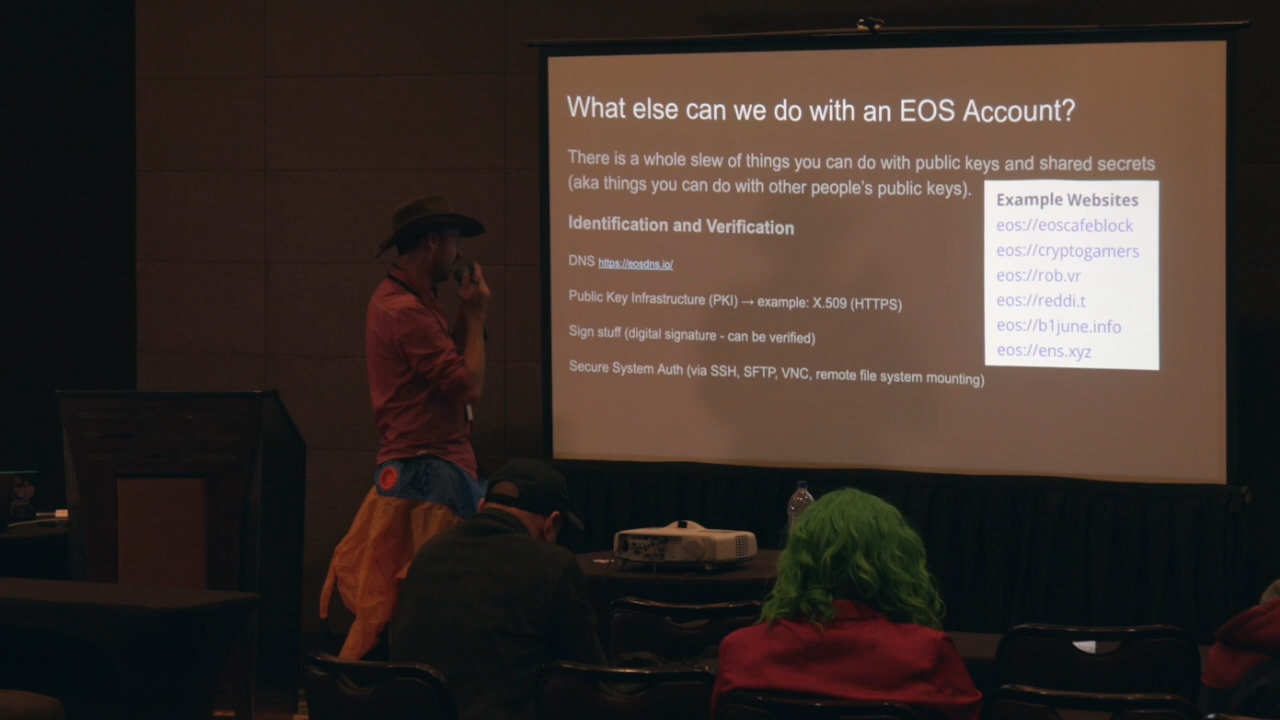 What else can we do with an EOS Account?
There is a whole slew of things you can do with public keys and shared secrets
(aka things you can do with other people's public keys).
Identification and Verification
DNS https://eosdns.io/
Public Key Infrastructure (PKI) → example: X.509 (HTTPS)
Sign stuff (digital signature - can be verified)
Secure System Auth (via SSH, SFTP, VNC, remote file system mounting)
Example Websites
eos://eoscafeblock
eos://cryptogamers
eos://rob.vr
eos://reddi.t
eos://b1june.info
eos://ens.xyz